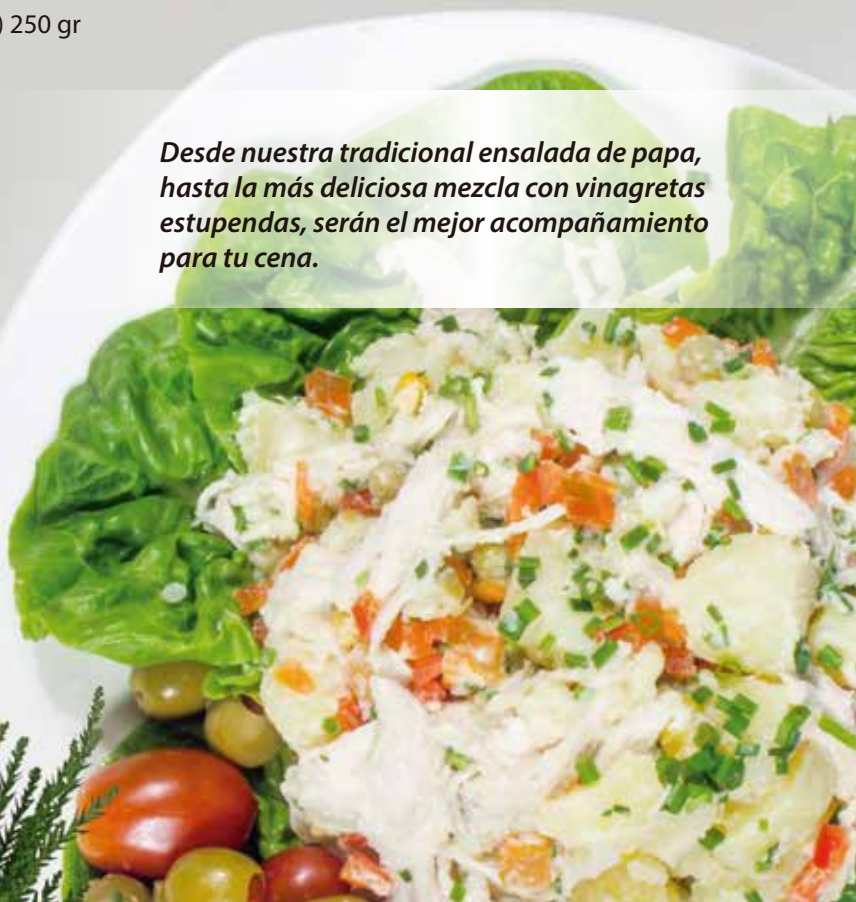 ) 250 gr
Desde nuestra tradicional ensalada de papa,
hasta la más deliciosa mezcla con vinagretas
estupendas, serán el mejor acompañamiento
para tu cena.